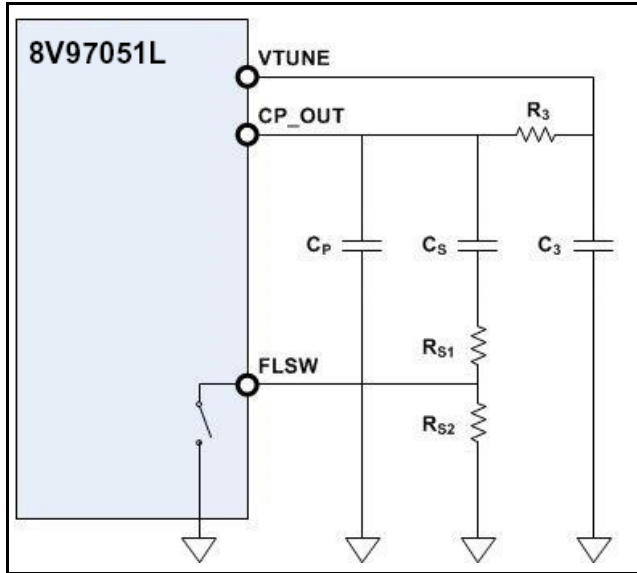 8V97051L
VTUNE
CP_OUT
R3
CP
CS
C3
RS1
FLSW
RS2